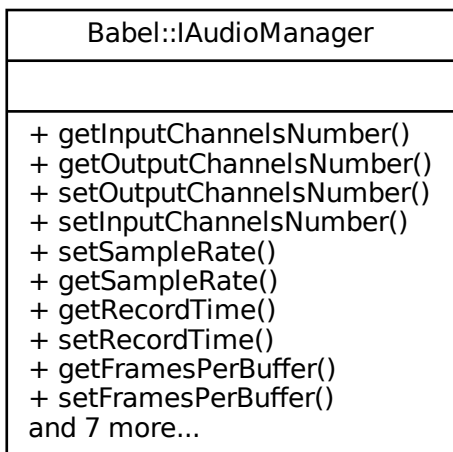 Babel::IAudioManager
+ getInputChannelsNumber()
+ getOutputChannelsNumber()
+ setOutputChannelsNumber()
+ setInputChannelsNumber()
+ setSampleRate()
+ getSampleRate()
+ getRecordTime()
+ setRecordTime()
+ getFramesPerBuffer()
+ setFramesPerBuffer()
and 7 more...